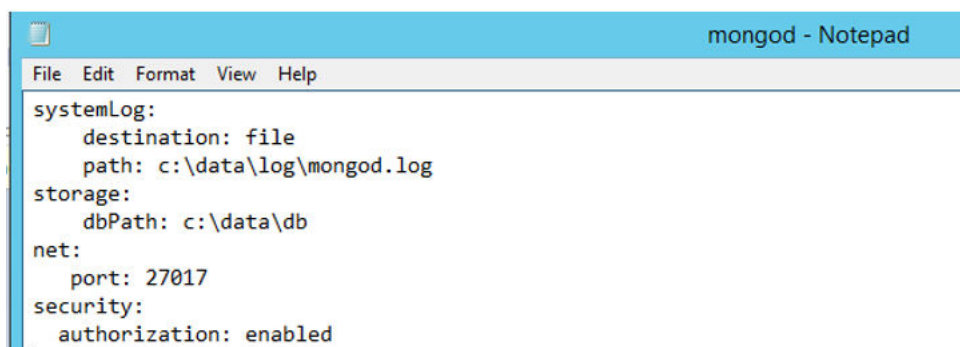 mongod - Notepad
File Edit Format View Help
systemLog:
    destination: file
    path: c:\data\log\mongod.log
storage:
    dbPath: c:\data\db
net:
   port: 27017
security:
  authorization: enabled